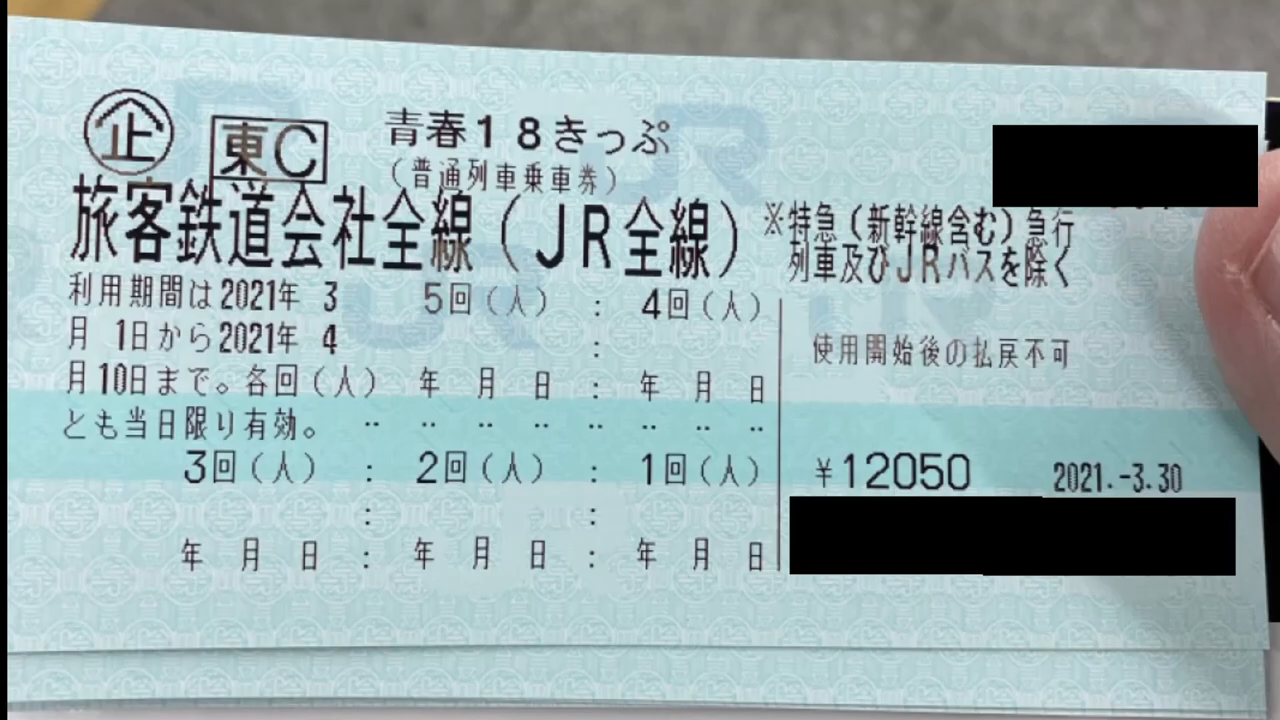 企 東C 青春18きっぷ
(普通列車乗車券)
旅客鉄道会社全線(JR全線) ※特急(新幹線含む)急行
列車及びJRバスを除く
利用期間は2021年 3
月 1日から2021年 4
月10日まで。各回(人)
とも当日限り有効。
5回(人) : 4回(人)
:
年 月 日 : 年 月 日
‥ ‥ ‥ ‥ ‥ ‥ ‥
3回(人) : 2回(人) : 1回(人)
: :
年 月 日 : 年 月 日 : 年 月 日
使用開始後の払戻不可
¥12050 2021.-3.30